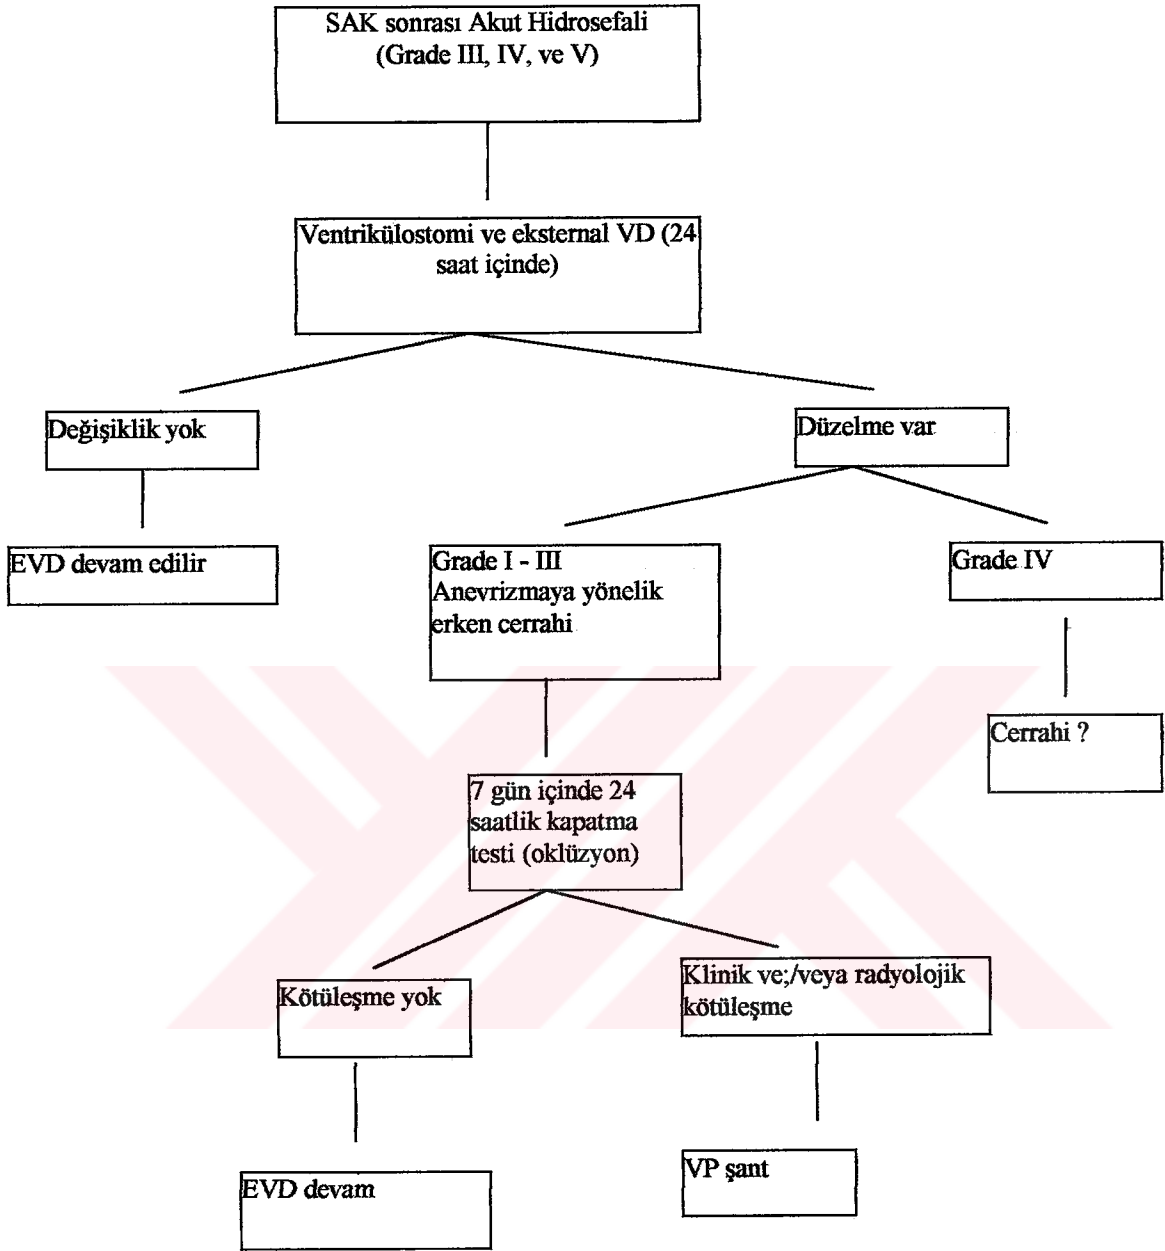 SAK sonrası Akut Hidrosefali
(Grade III, IV, ve V)
Ventrikülostomi ve eksternal VD (24
saat içinde)
Değişiklik yok
Düzelme var
EVD devam edilir
Grade I - III
Anevrizmaya yönelik
erken cerrahi
Grade IV
Cerrahi ?
7 gün içinde 24
saatlik kapatma
testi (oklüzyon)
Kötüleşme yok
Klinik ve;/veya radyolojik
kötüleşme
EVD devam
VP şant